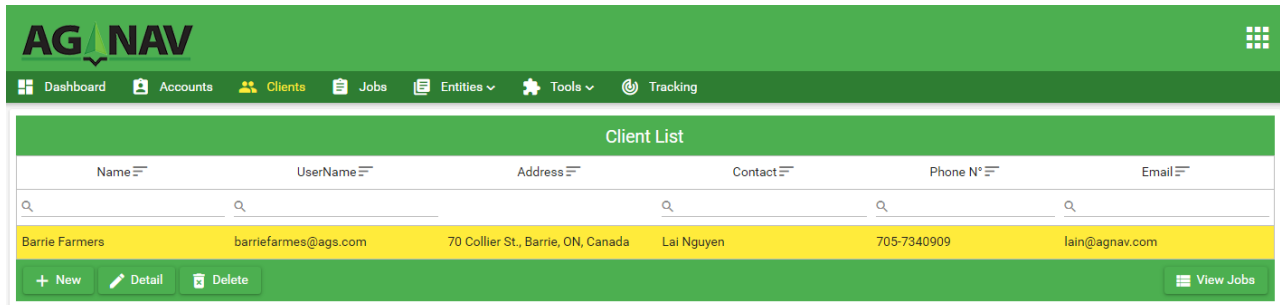 AG NAV
Dashboard Accounts Clients Jobs Entities Tools Tracking
Client List
Name UserName Address Contact Phone N° Email
Barrie Farmers barriefarmes@ags.com 70 Collier St., Barrie, ON, Canada Lai Nguyen 705-7340909 lain@agnav.com
+ New Detail Delete View Jobs